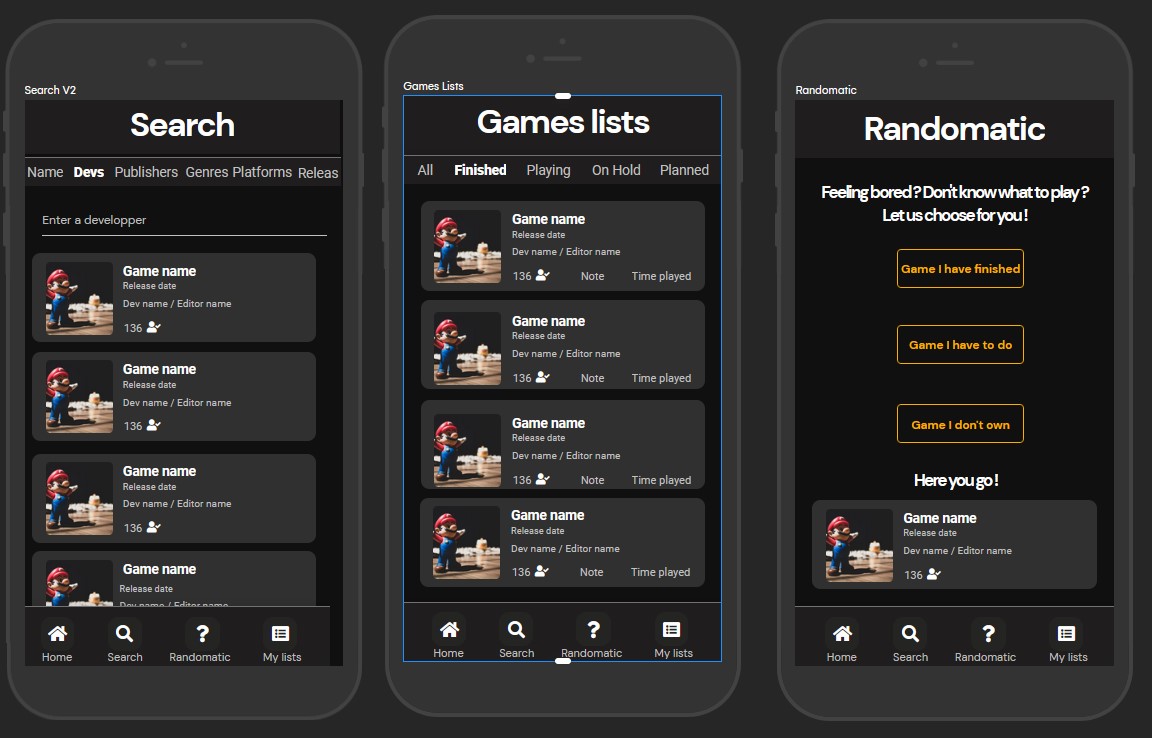 Search V2
Search
Name Devs Publishers Genres Platforms Releas
Enter a developper
Game name
Release date
Dev name / Editor name
136
Game name
Release date
Dev name / Editor name
136
Game name
Release date
Dev name / Editor name
136
Game name
Release date
Dev name / Editor name
Home Search Randomatic My lists
Games Lists
Games lists
All Finished Playing On Hold Planned
Game name
Release date
Dev name / Editor name
136 Note Time played
Game name
Release date
Dev name / Editor name
136 Note Time played
Game name
Release date
Dev name / Editor name
136 Note Time played
Game name
Release date
Dev name / Editor name
136 Note Time played
Home Search Randomatic My lists
Randomatic
Randomatic
Feeling bored ? Don't know what to play ?
Let us choose for you !
Game I have finished
Game I have to do
Game I don't own
Here you go !
Game name
Release date
Dev name / Editor name
136
Home Search Randomatic My lists